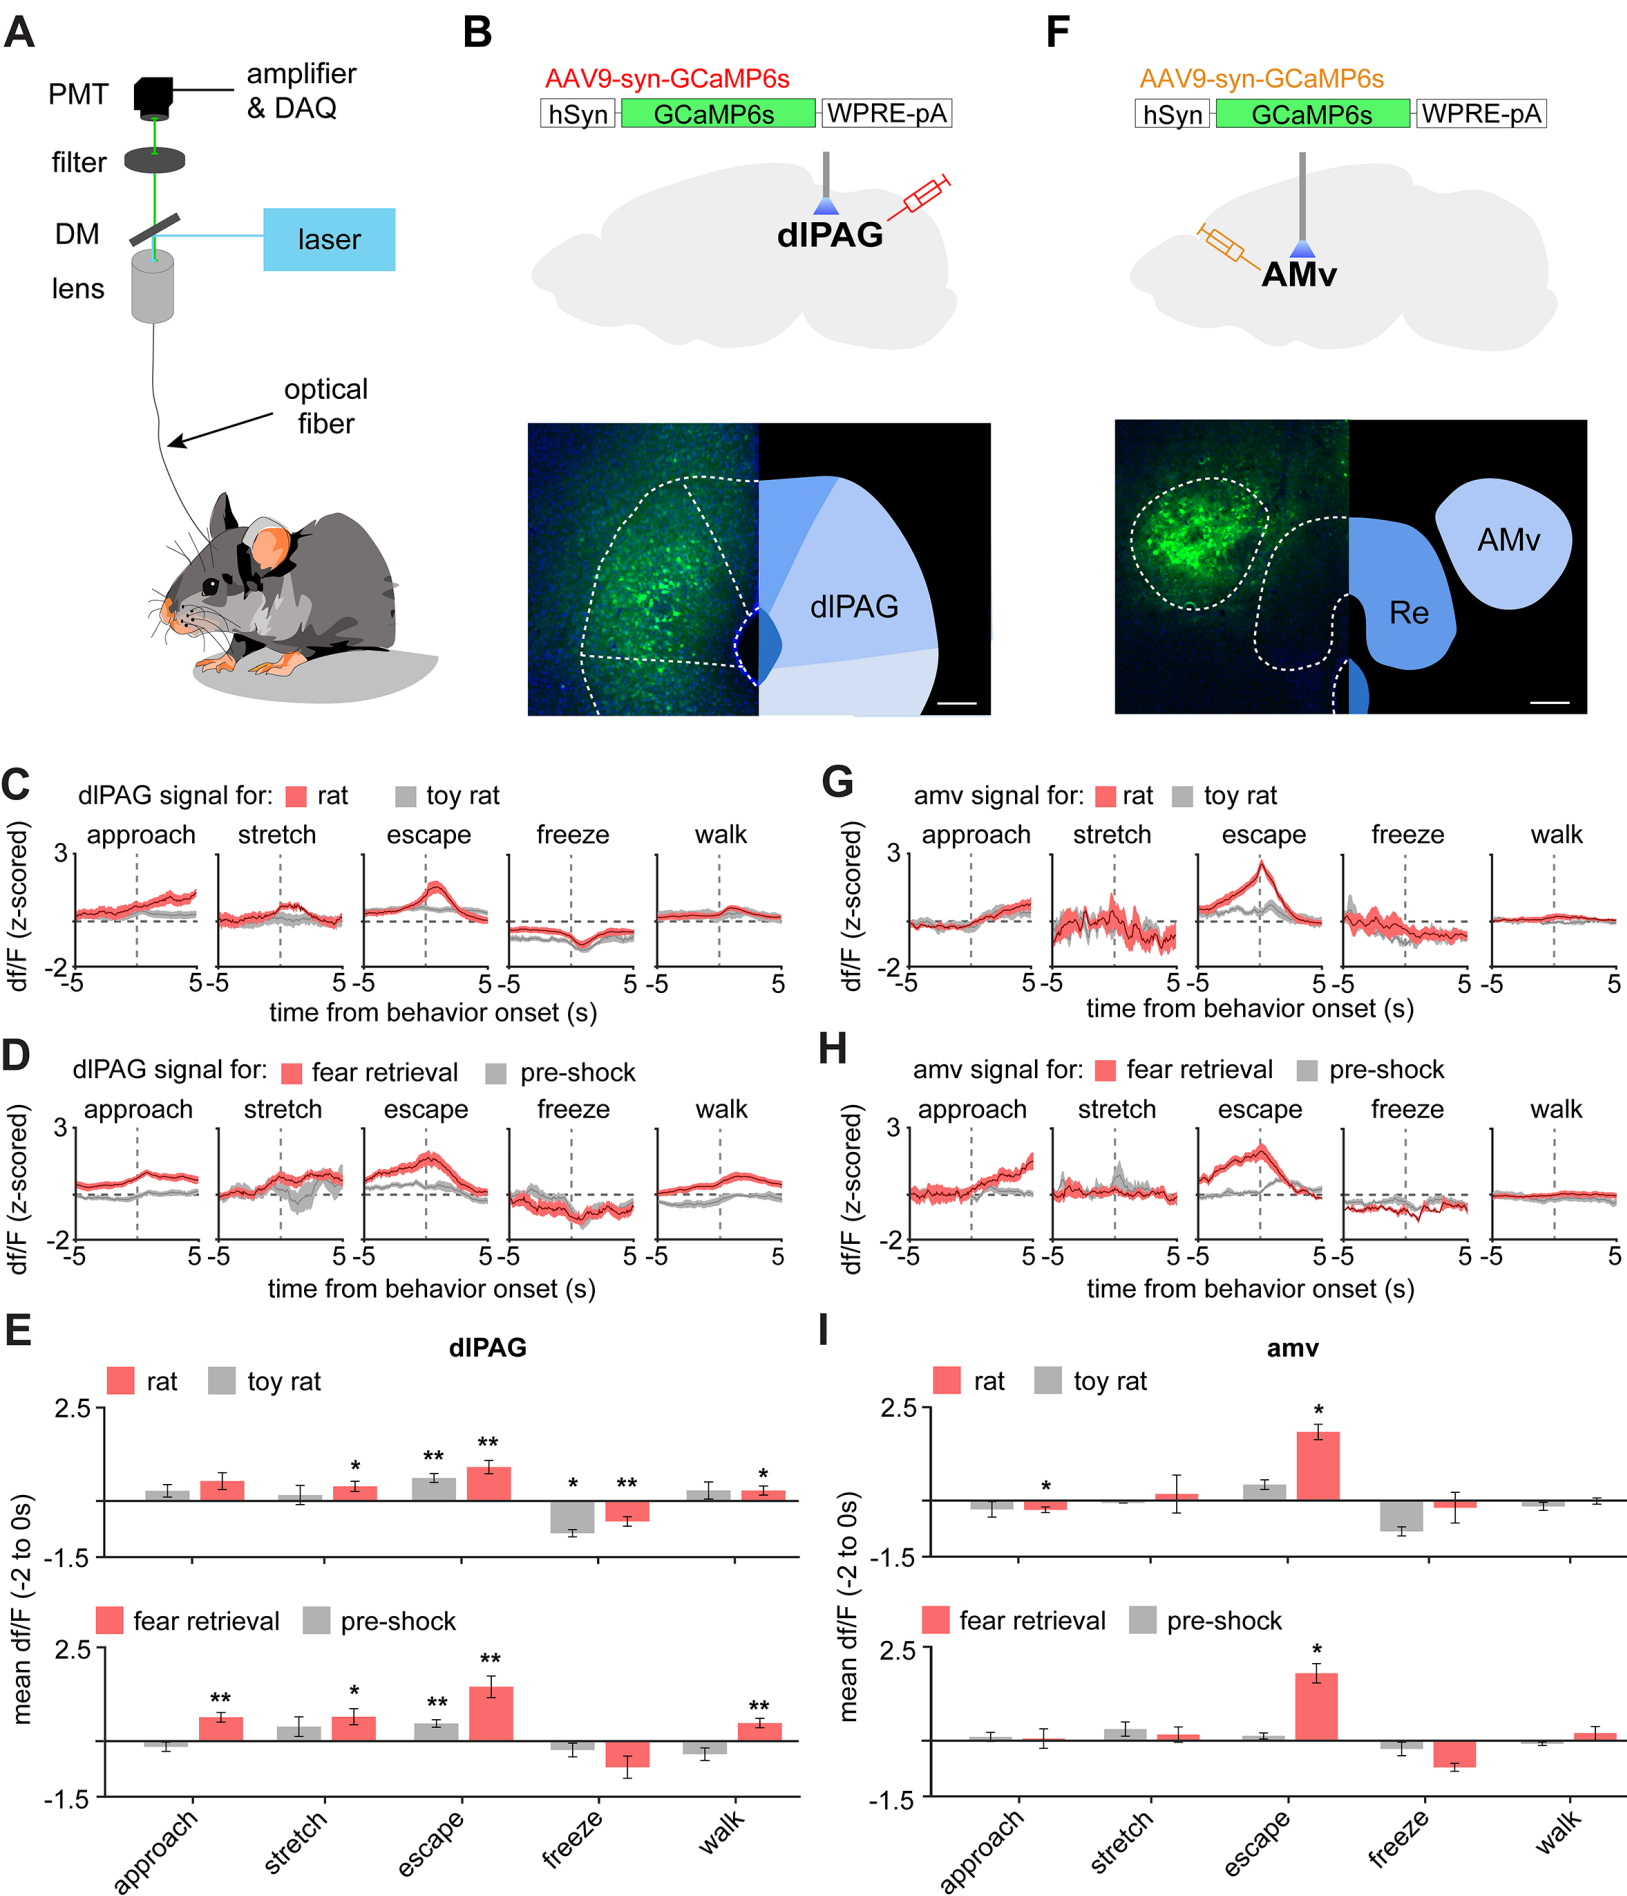 A
PMT
amplifier
& DAQ
filter
DM
laser
lens
optical
fiber
B
AAV9-syn-GCaMP6s
hSyn GCaMP6s WPRE-pA
dlPAG
dlPAG
F
AAV9-syn-GCaMP6s
hSyn GCaMP6s WPRE-pA
AMv
AMv
Re
C
dlPAG signal for: rat toy rat
approach stretch escape freeze walk
df/F (z-scored)
3
-2
-5 5 -5 5 -5 5 -5 5 -5 5
time from behavior onset (s)
G
amv signal for: rat toy rat
approach stretch escape freeze walk
df/F (z-scored)
3
-2
-5 5 -5 5 -5 5 -5 5 -5 5
time from behavior onset (s)
D
dlPAG signal for: fear retrieval pre-shock
approach stretch escape freeze walk
df/F (z-scored)
3
-2
-5 5 -5 5 -5 5 -5 5 -5 5
time from behavior onset (s)
H
amv signal for: fear retrieval pre-shock
approach stretch escape freeze walk
df/F (z-scored)
3
-2
-5 5 -5 5 -5 5 -5 5 -5 5
time from behavior onset (s)
E
dlPAG
rat toy rat
2.5
* ** ** * ** *
-1.5
mean df/F (-2 to 0s)
fear retrieval pre-shock
2.5
** * ** ** **
-1.5
approach stretch escape freeze walk
I
amv
rat toy rat
2.5
* *
-1.5
mean df/F (-2 to 0s)
fear retrieval pre-shock
2.5
*
-1.5
approach stretch escape freeze walk